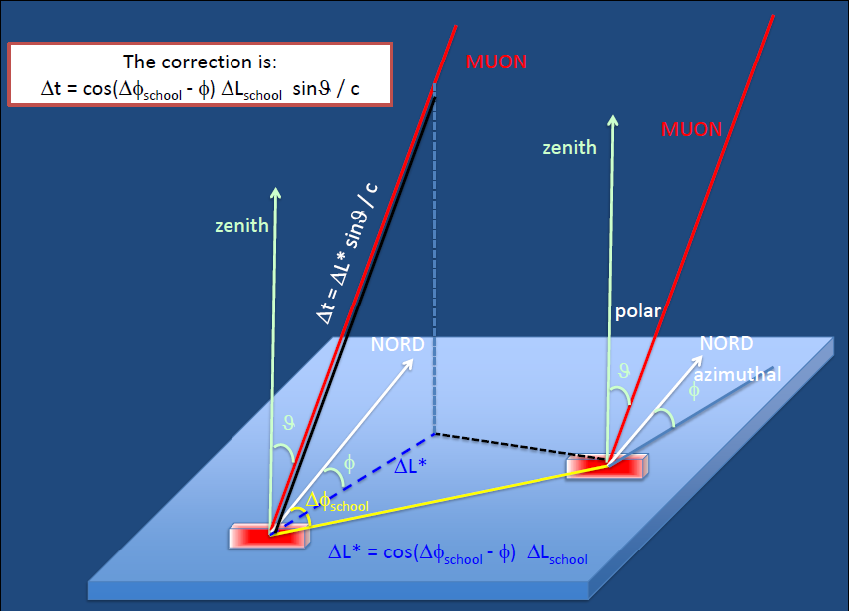 The correction is:
Δt = cos(Δϕschool - ϕ) ΔLschool sinϑ / c
MUON
MUON
zenith
zenith
Δt = ΔL* sinϑ / c
polar
NORD
NORD
azimuthal
ϑ
ϕ
ϑ
ϕ
ΔL*
Δϕschool
ΔL* = cos(Δϕschool - ϕ) ΔLschool